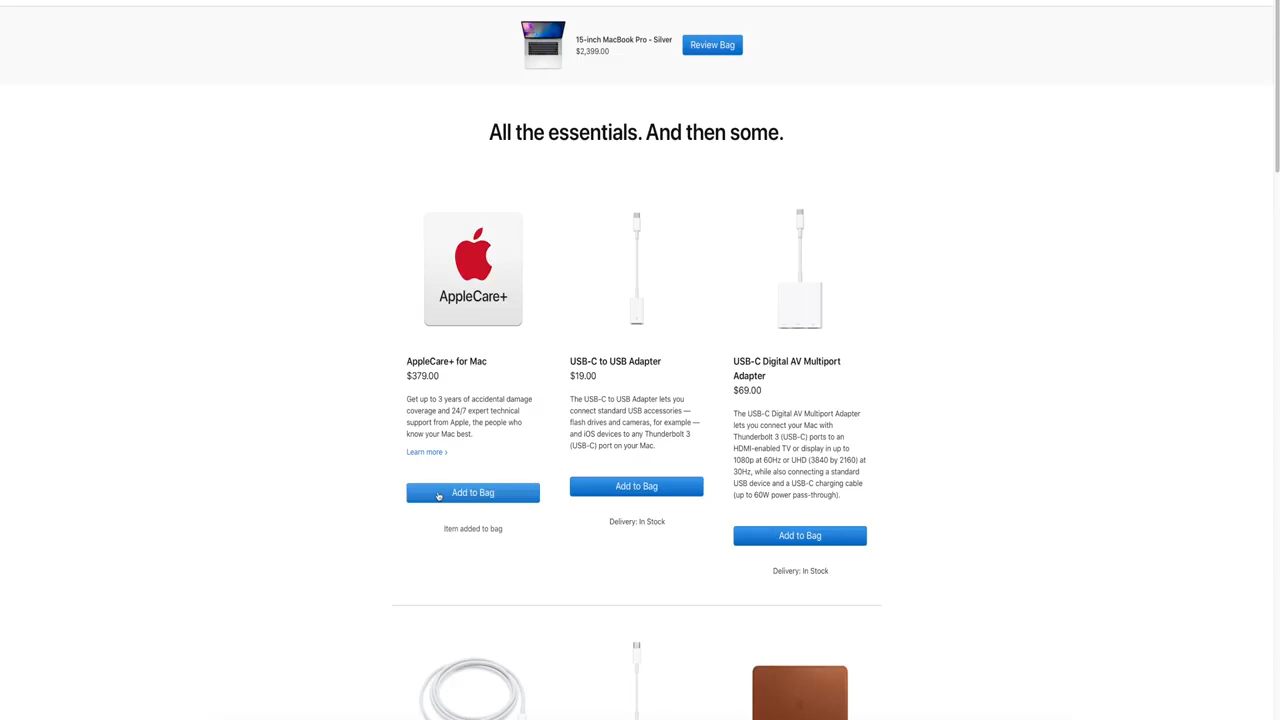 15-inch MacBook Pro - Silver
$2,399.00
Review Bag
All the essentials. And then some.
AppleCare+
AppleCare+ for Mac
$379.00
Get up to 3 years of accidental damage
coverage and 24/7 expert technical
support from Apple, the people who
know your Mac best.
Learn more ›
Add to Bag
Item added to bag
USB-C to USB Adapter
$19.00
The USB-C to USB Adapter lets you
connect standard USB accessories —
flash drives and cameras, for example —
and iOS devices to any Thunderbolt 3
(USB-C) port on your Mac.
Add to Bag
Delivery: In Stock
USB-C Digital AV Multiport
Adapter
$69.00
The USB-C Digital AV Multiport Adapter
lets you connect your Mac with
Thunderbolt 3 (USB-C) ports to an
HDMI-enabled TV or display in up to
1080p at 60Hz or UHD (3840 by 2160) at
30Hz, while also connecting a standard
USB device and a USB-C charging cable
(up to 60W power pass-through).
Add to Bag
Delivery: In Stock